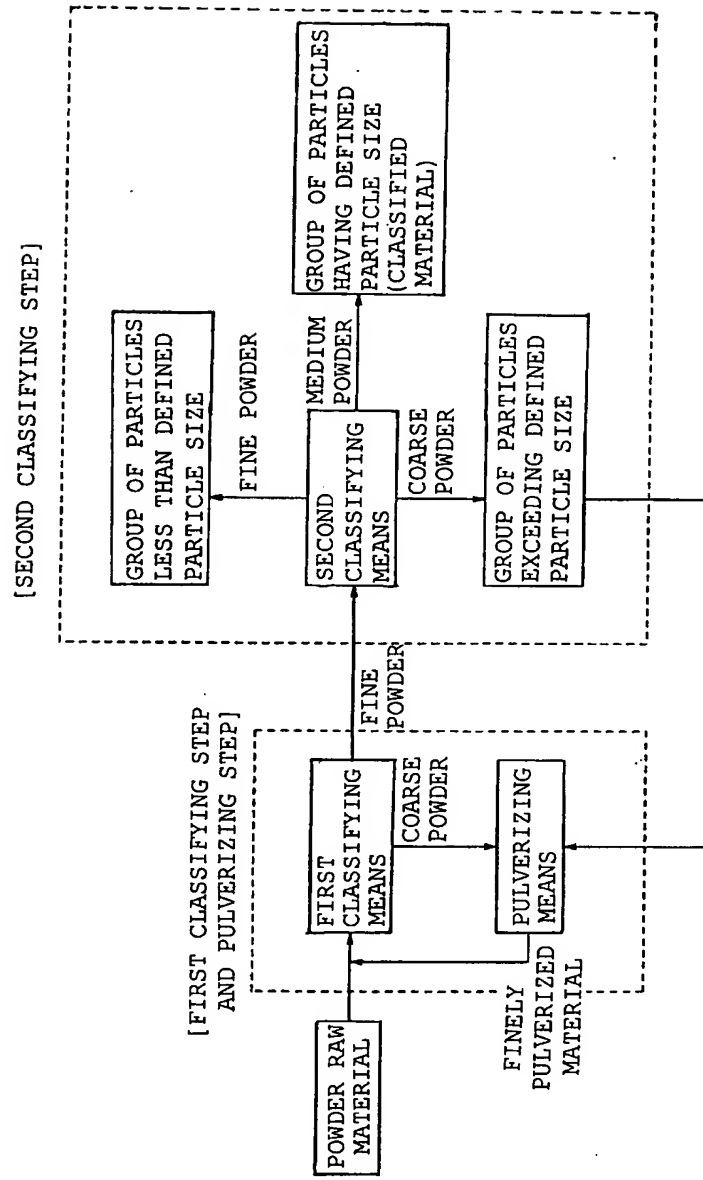 [FIRST CLASSIFYING STEP
AND PULVERIZING STEP]
POWDER RAW
MATERIAL
FIRST
CLASSIFYING
MEANS
COARSE
POWDER
PULVERIZING
MEANS
FINELY
PULVERIZED
MATERIAL
FINE
POWDER
[SECOND CLASSIFYING STEP]
GROUP OF PARTICLES
LESS THAN DEFINED
PARTICLE SIZE
FINE POWDER
SECOND
CLASSIFYING
MEANS
MEDIUM
POWDER
GROUP OF PARTICLES
HAVING DEFINED
PARTICLE SIZE
(CLASSIFIED
MATERIAL)
COARSE
POWDER
GROUP OF PARTICLES
EXCEEDING DEFINED
PARTICLE SIZE